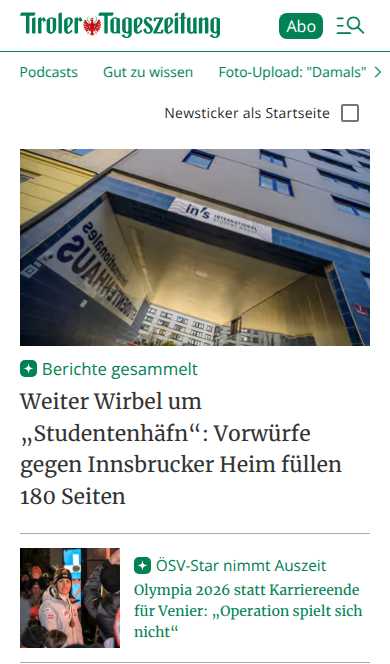 Tiroler Tageszeitung
Abo
Podcasts Gut zu wissen Foto-Upload: "Damals"
Newsticker als Startseite
in's INTERNATIONAL
STUDENTENHAUS
Berichte gesammelt
Weiter Wirbel um
„Studentenhäfn“: Vorwürfe
gegen Innsbrucker Heim füllen
180 Seiten
ÖSV-Star nimmt Auszeit
Olympia 2026 statt Karriereende
für Venier: „Operation spielt sich
nicht“